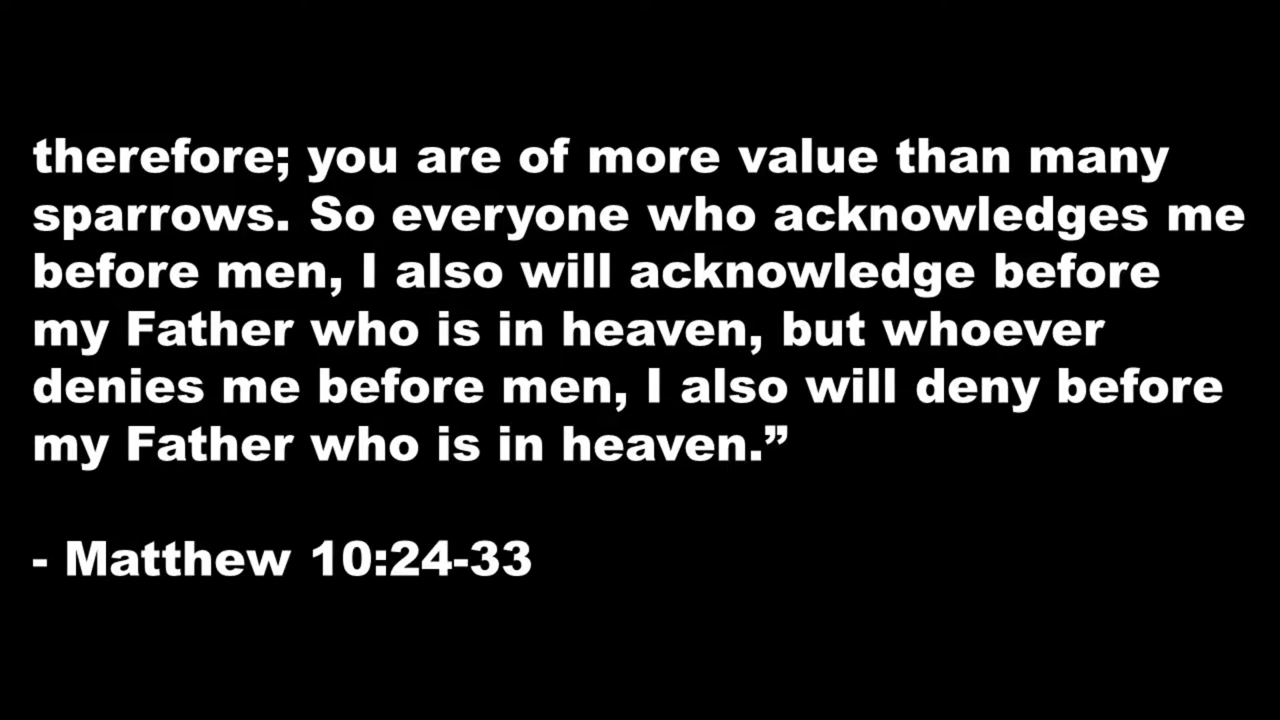 therefore; you are of more value than many
sparrows. So everyone who acknowledges me
before men, I also will acknowledge before
my Father who is in heaven, but whoever
denies me before men, I also will deny before
my Father who is in heaven.”
- Matthew 10:24-33